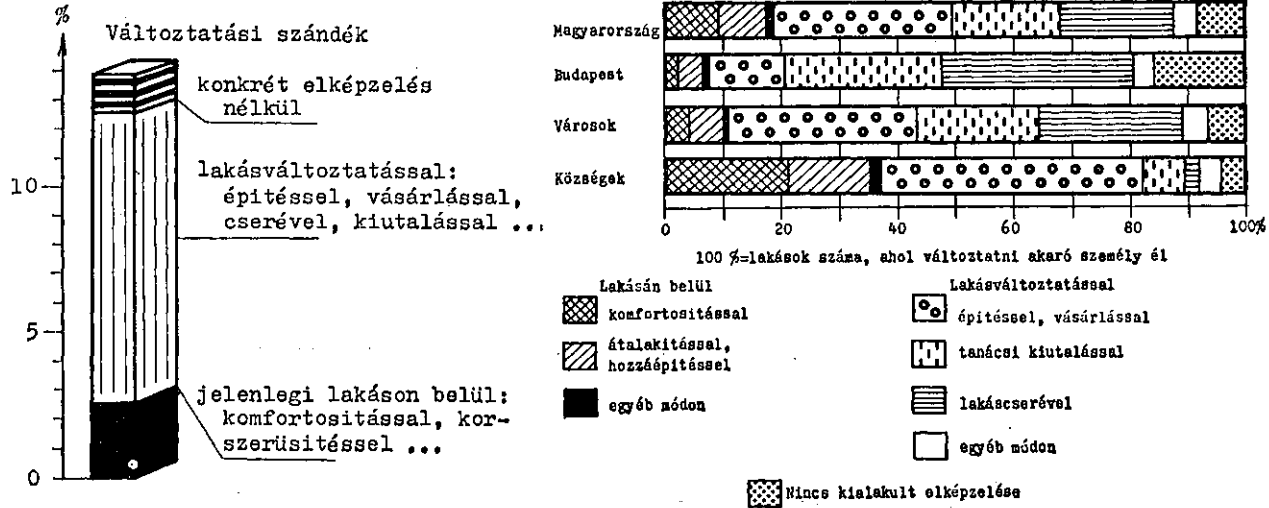 %
Változtatási szándék
konkrét elképzelés
nélkül
lakásváltoztatással:
épitéssel, vásárlással,
cserével, kiutalással ...
jelenlegi lakáson belül:
komfortositással, kor-
szerüsitéssel ...
10
5
0
Magyarország
Budapest
Városok
Községek
0 20 40 60 80 100%
100 %=lakások száma, ahol változtatni akaró személy él
Lakásán belül
komfortositással
átalakitással,
hozzáépitéssel
egyéb módon
Lakásváltoztatással
épitéssel, vásárlással
tanácsi kiutalással
lakáscserével
egyéb módon
Nincs kialakult elképzelése